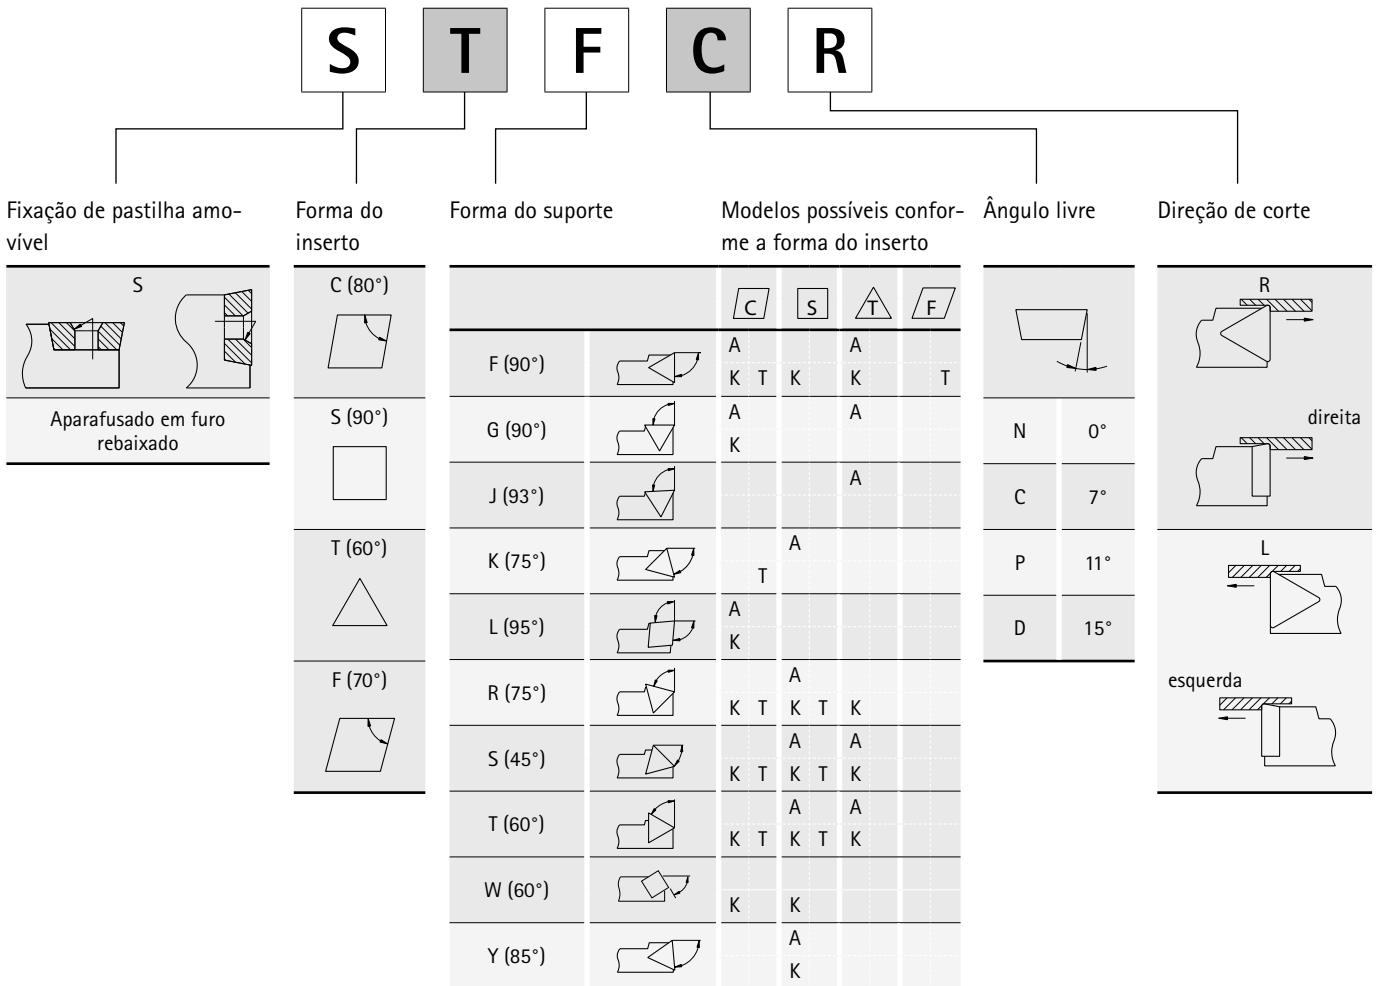 S T F C R
Fixação de pastilha amo-
vível
Forma do
inserto
Forma do suporte
Modelos possíveis confor-
me a forma do inserto
Ângulo livre
Direção de corte
S
Aparafusado em furo
rebaixado
C (80°)
S (90°)
T (60°)
F (70°)
C S T F
F (90°)
A A
K T K K T
G (90°)
A A
K
J (93°)
A
K (75°)
A
T
L (95°)
A
K
R (75°)
A
K T K T K
S (45°)
A A
K T K T K
T (60°)
A A
K T K T K
W (60°)
K K
Y (85°)
A
K
N 0°
C 7°
P 11°
D 15°
R
direita
L
esquerda